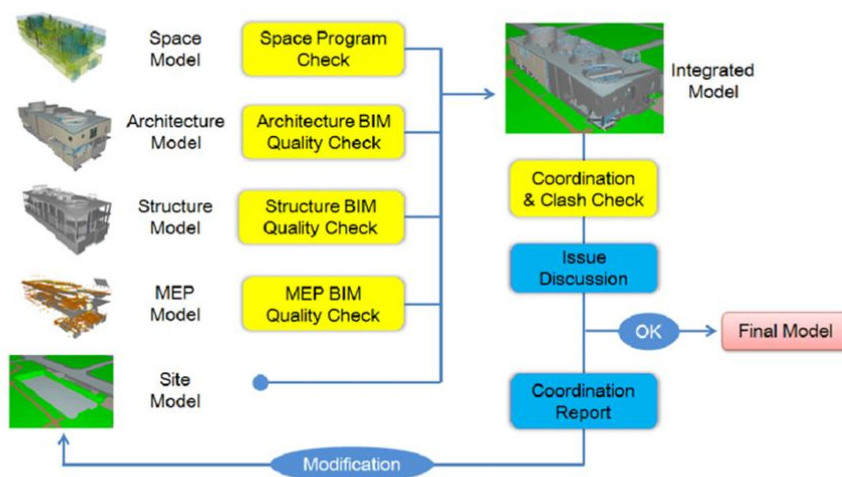 Space
Model
Space Program
Check
Architecture
Model
Architecture BIM
Quality Check
Structure
Model
Structure BIM
Quality Check
MEP
Model
MEP BIM
Quality Check
Site
Model
Integrated
Model
Coordination
& Clash Check
Issue
Discussion
OK
Final Model
Coordination
Report
Modification